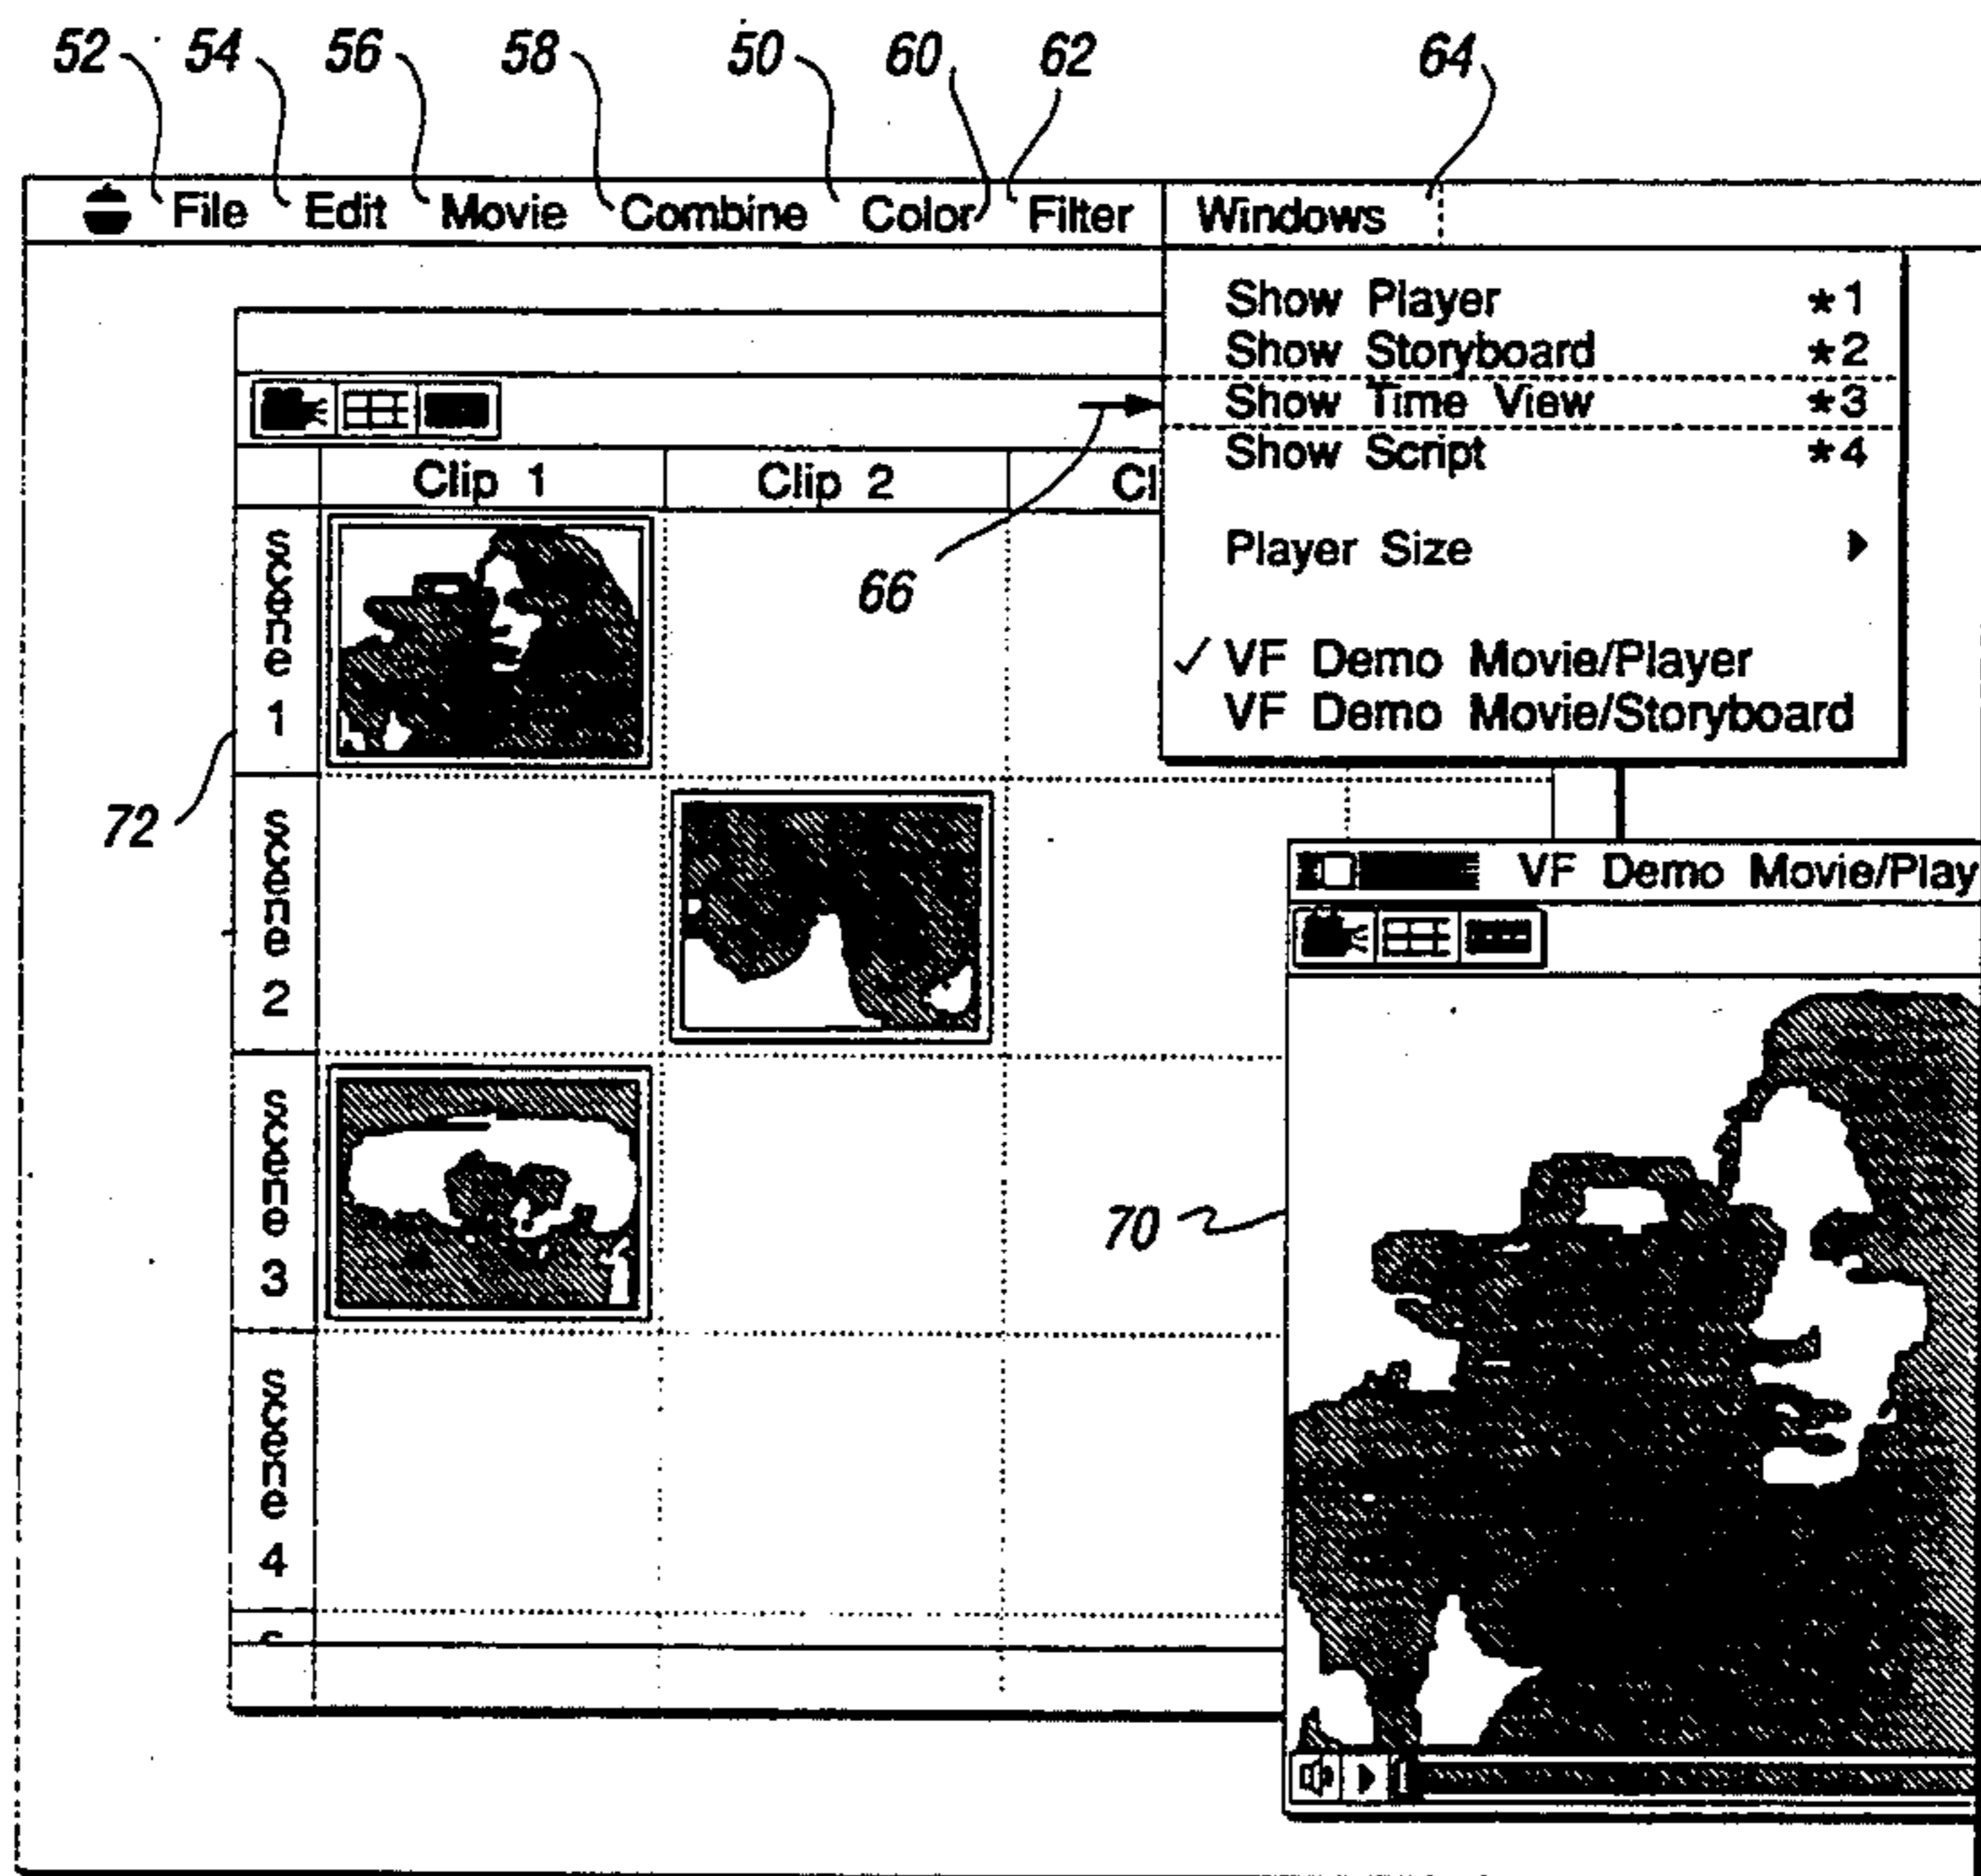 52 54 56 58 50 60 62 64
File Edit Movie Combine Color Filter Windows
Show Player *1
Show Storyboard *2
Show Time View *3
Show Script *4
Player Size
✓ VF Demo Movie/Player
VF Demo Movie/Storyboard
66
Clip 1 Clip 2 Cl
Scene 1
72
Scene 2
Scene 3
Scene 4
VF Demo Movie/Play
70